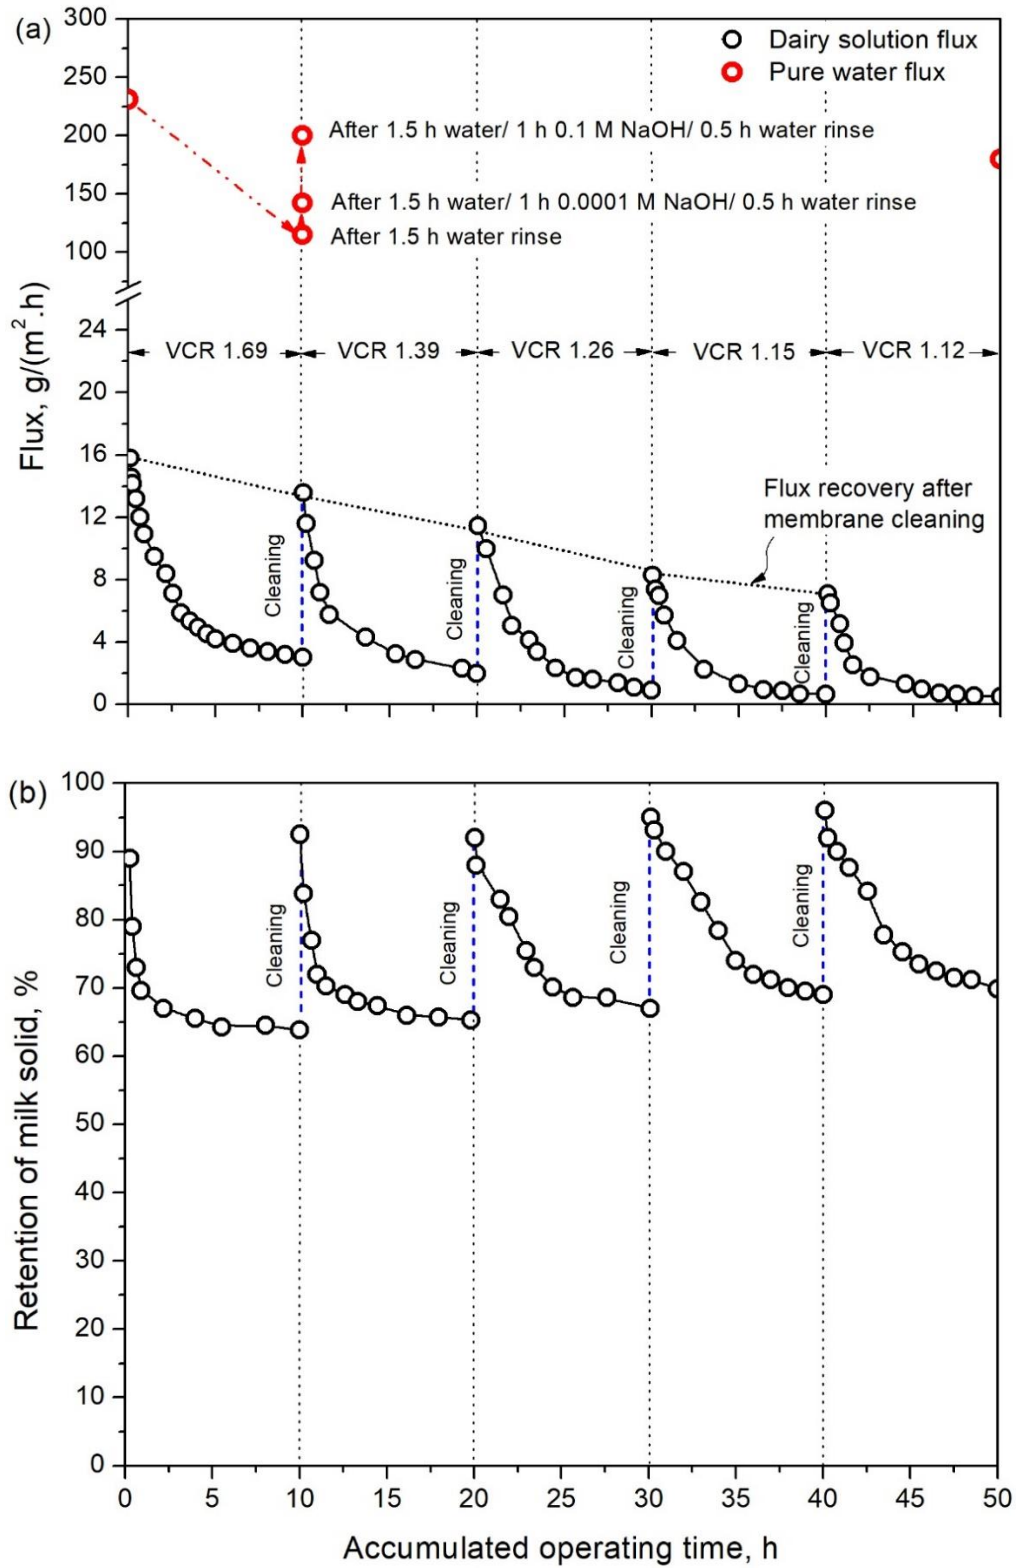 (a)
300
250
200
150
100
24
20
16
12
8
4
0
Flux, g/(m².h)
Dairy solution flux
Pure water flux
After 1.5 h water/ 1 h 0.1 M NaOH/ 0.5 h water rinse
After 1.5 h water/ 1 h 0.0001 M NaOH/ 0.5 h water rinse
After 1.5 h water rinse
VCR 1.69
VCR 1.39
VCR 1.26
VCR 1.15
VCR 1.12
Flux recovery after
membrane cleaning
Cleaning
Cleaning
Cleaning
Cleaning
(b)
100
90
80
70
60
50
40
30
20
10
0
Retention of milk solid, %
Cleaning
Cleaning
Cleaning
Cleaning
0 5 10 15 20 25 30 35 40 45 50
Accumulated operating time, h